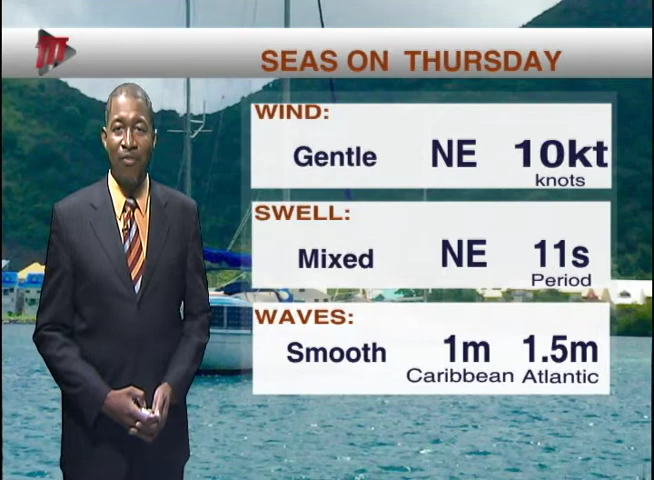 m
SEAS ON THURSDAY
WIND:
Gentle NE 10kt
knots
SWELL:
Mixed NE 11s
Period
WAVES:
Smooth 1m 1.5m
Caribbean Atlantic